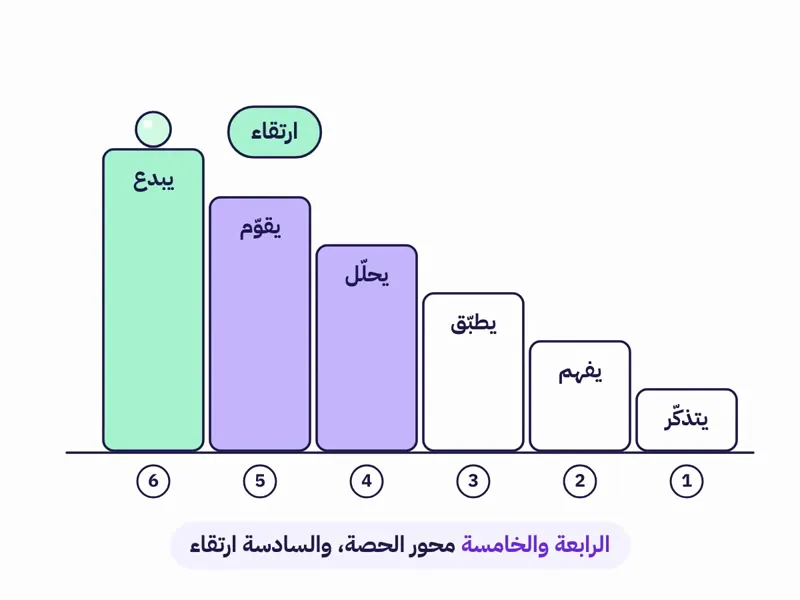 ارتقاء
يتذكّر
يفهم
يطبّق
يحلّل
يقوّم
يبدع
1
2
3
4
5
6
الرابعة والخامسة محور الحصة، والسادسة ارتقاء